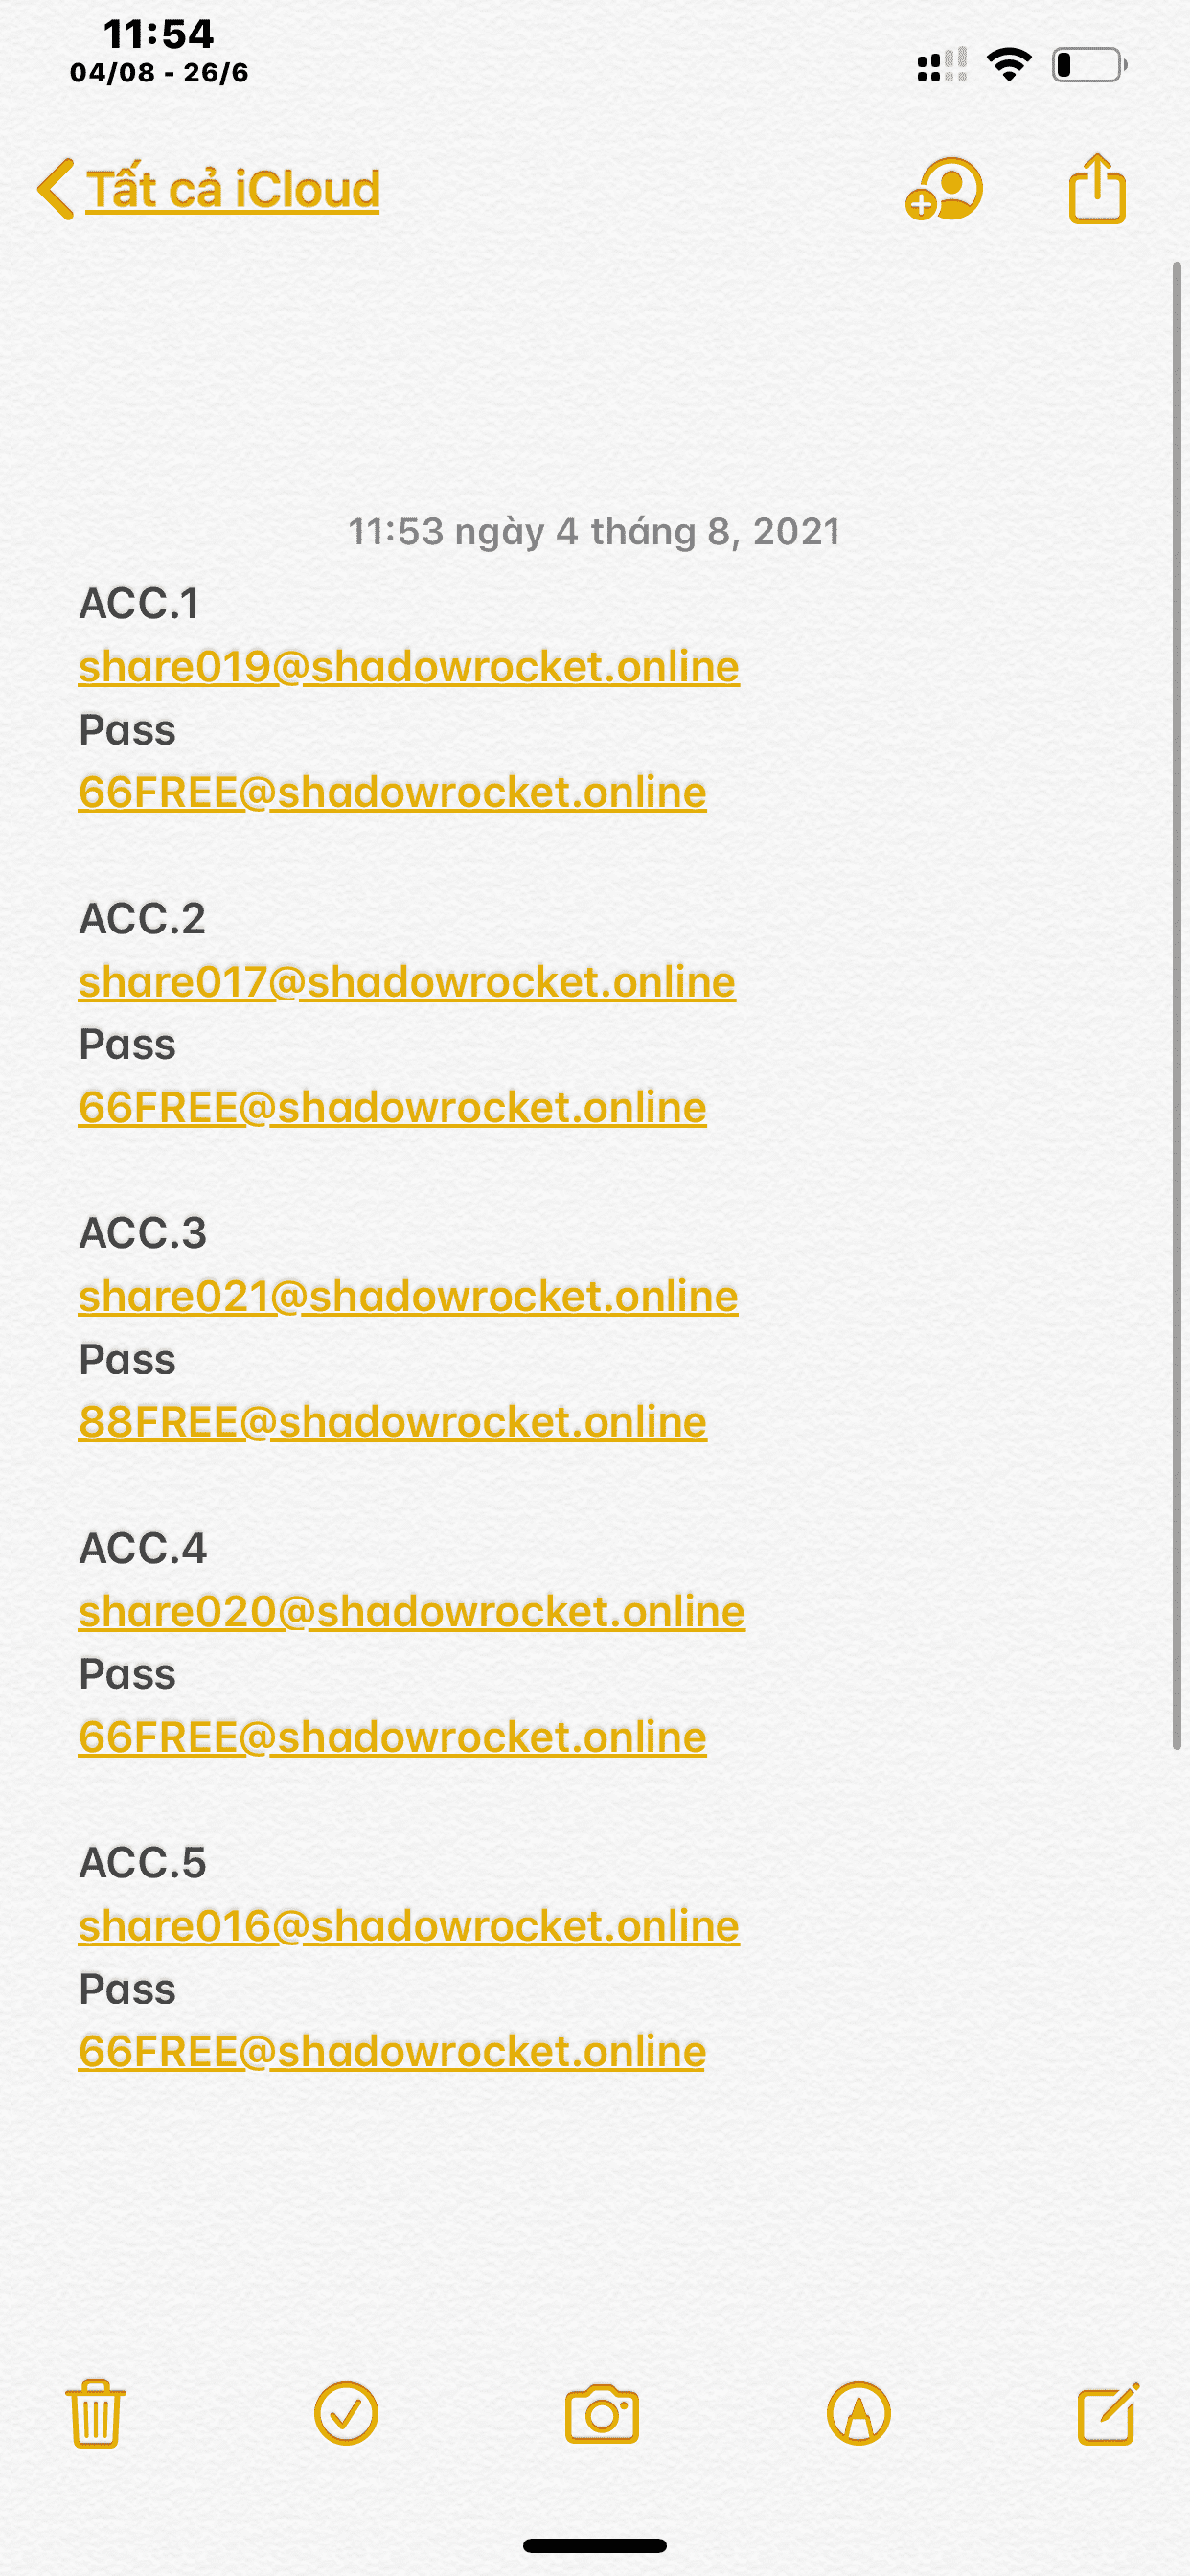 11:54
04/08 - 26/6
Tất cả iCloud
11:53 ngày 4 tháng 8, 2021
ACC.1
share019@shadowrocket.online
Pass
66FREE@shadowrocket.online
ACC.2
share017@shadowrocket.online
Pass
66FREE@shadowrocket.online
ACC.3
share021@shadowrocket.online
Pass
88FREE@shadowrocket.online
ACC.4
share020@shadowrocket.online
Pass
66FREE@shadowrocket.online
ACC.5
share016@shadowrocket.online
Pass
66FREE@shadowrocket.online